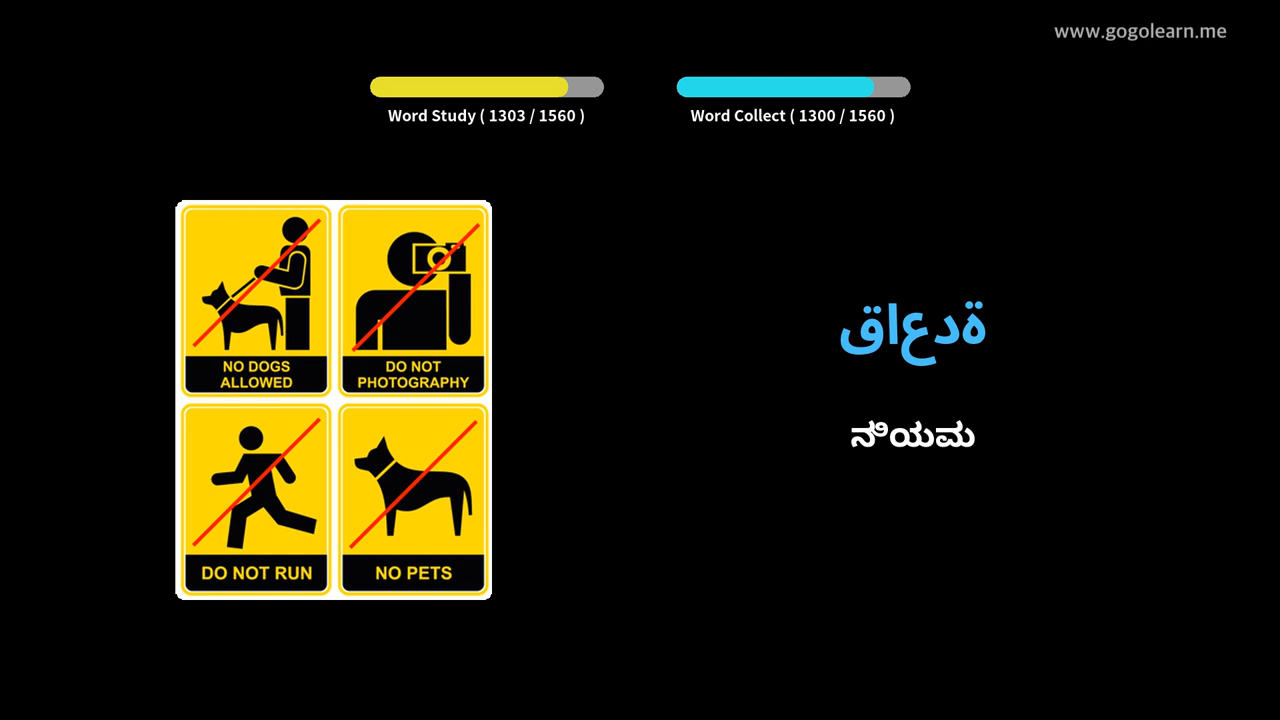 www.gogolearn.me
Word Study ( 1303 / 1560 )
Word Collect ( 1300 / 1560 )
NO DOGS
ALLOWED
DO NOT
PHOTOGRAPHY
DO NOT RUN
NO PETS
قاعدة
ನಿಯಮ